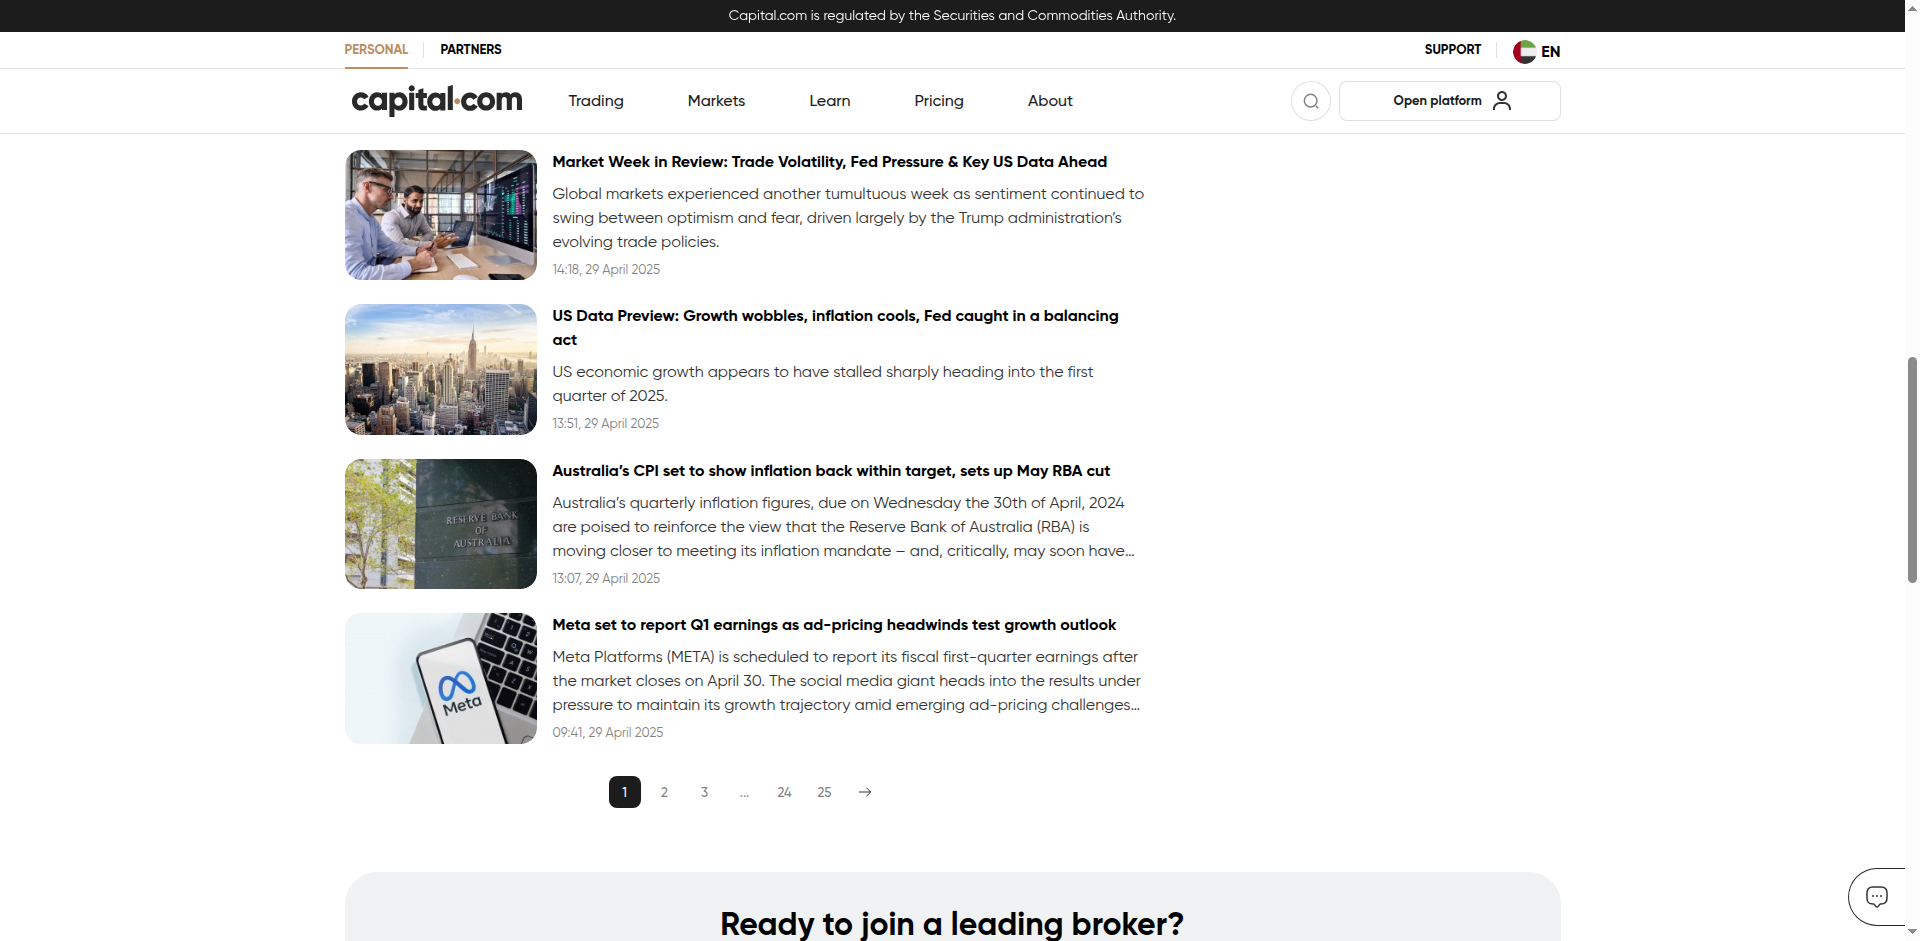 Capital.com is regulated by the Securities and Commodities Authority.
PERSONAL PARTNERS SUPPORT EN
capital.com Trading Markets Learn Pricing About Open platform
Market Week in Review: Trade Volatility, Fed Pressure & Key US Data Ahead
Global markets experienced another tumultuous week as sentiment continued to
swing between optimism and fear, driven largely by the Trump administration’s
evolving trade policies.
14:18, 29 April 2025
US Data Preview: Growth wobbles, inflation cools, Fed caught in a balancing
act
US economic growth appears to have stalled sharply heading into the first
quarter of 2025.
13:51, 29 April 2025
RESERVE BANK
OF
AUSTRALIA
Australia’s CPI set to show inflation back within target, sets up May RBA cut
Australia’s quarterly inflation figures, due on Wednesday the 30th of April, 2024
are poised to reinforce the view that the Reserve Bank of Australia (RBA) is
moving closer to meeting its inflation mandate – and, critically, may soon have...
13:07, 29 April 2025
Meta
Meta set to report Q1 earnings as ad-pricing headwinds test growth outlook
Meta Platforms (META) is scheduled to report its fiscal first-quarter earnings after
the market closes on April 30. The social media giant heads into the results under
pressure to maintain its growth trajectory amid emerging ad-pricing challenges...
09:41, 29 April 2025
1 2 3 ... 24 25
Ready to join a leading broker?